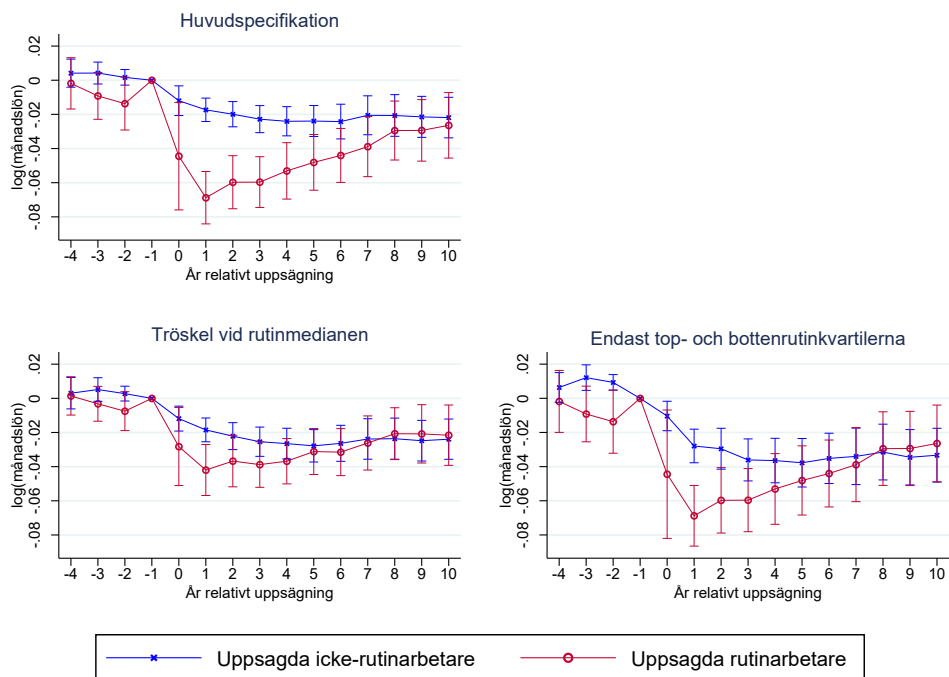 Huvudspecifikation
log(månadslön)
.02
0
-.02
-.04
-.06
-.08
-4 -3 -2 -1 0 1 2 3 4 5 6 7 8 9 10
År relativt uppsägning
Tröskel vid rutinmedianen
log(månadslön)
.02
0
-.02
-.04
-.06
-.08
-4 -3 -2 -1 0 1 2 3 4 5 6 7 8 9 10
År relativt uppsägning
Endast top- och bottenrutinkvartilerna
log(månadslön)
.02
0
-.02
-.04
-.06
-.08
-4 -3 -2 -1 0 1 2 3 4 5 6 7 8 9 10
År relativt uppsägning
Uppsagda icke-rutinarbetare Uppsagda rutinarbetare